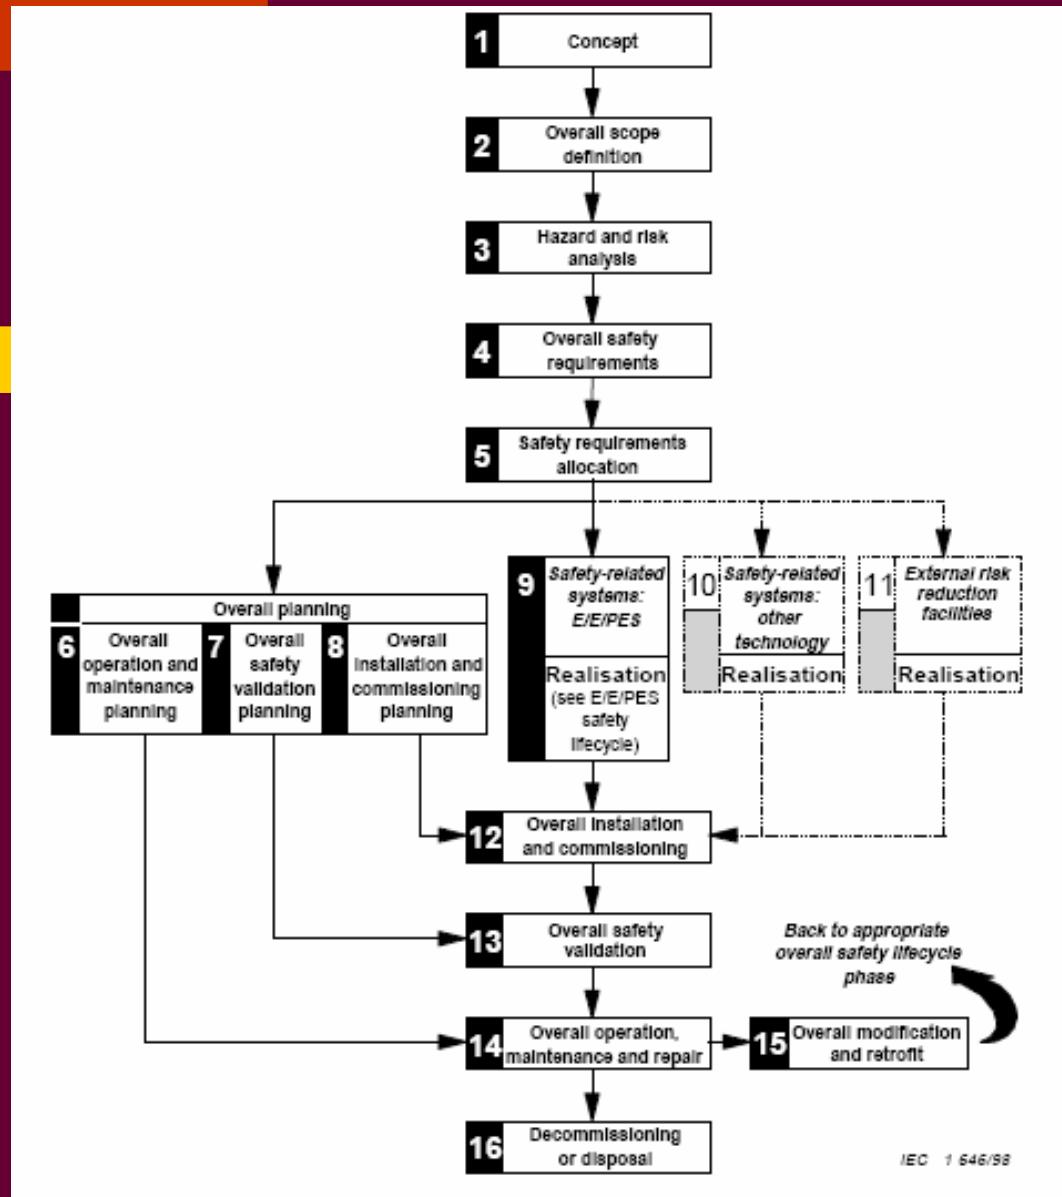 1
Concept
2
Overall scope
definition
3
Hazard and risk
analysis
4
Overall safety
requirements
5
Safety requirements
allocation
Overall planning
6
Overall
operation and
maintenance
planning
7
Overall
safety
validation
planning
8
Overall
installation and
commissioning
planning
9
Safety-related
systems:
E/E/PES
Realisation
(see E/E/PES
safety
lifecycle)
10
Safety-related
systems:
other
technology
Realisation
11
External risk
reduction
facilities
Realisation
12
Overall installation
and commissioning
13
Overall safety
validation
Back to appropriate
overall safety lifecycle
phase
14
Overall operation,
maintenance and repair
15
Overall modification
and retrofit
16
Decommissioning
or disposal
IEC 1 646/98